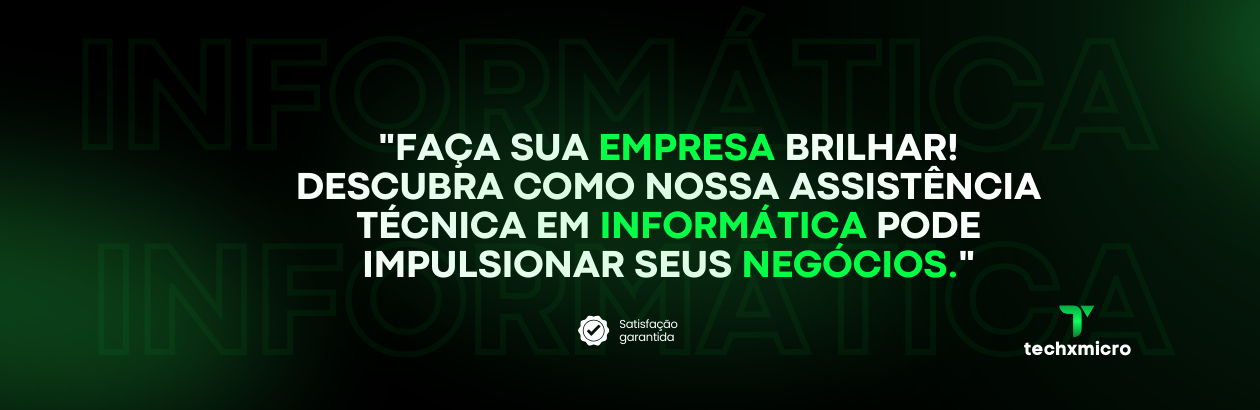 INFORMÁTICA
"FAÇA SUA EMPRESA BRILHAR!
DESCUBRA COMO NOSSA ASSISTÊNCIA
TÉCNICA EM INFORMÁTICA PODE
IMPULSIONAR SEUS NEGÓCIOS."
INFORMÁTICA
Satisfação
garantida
techxmicro